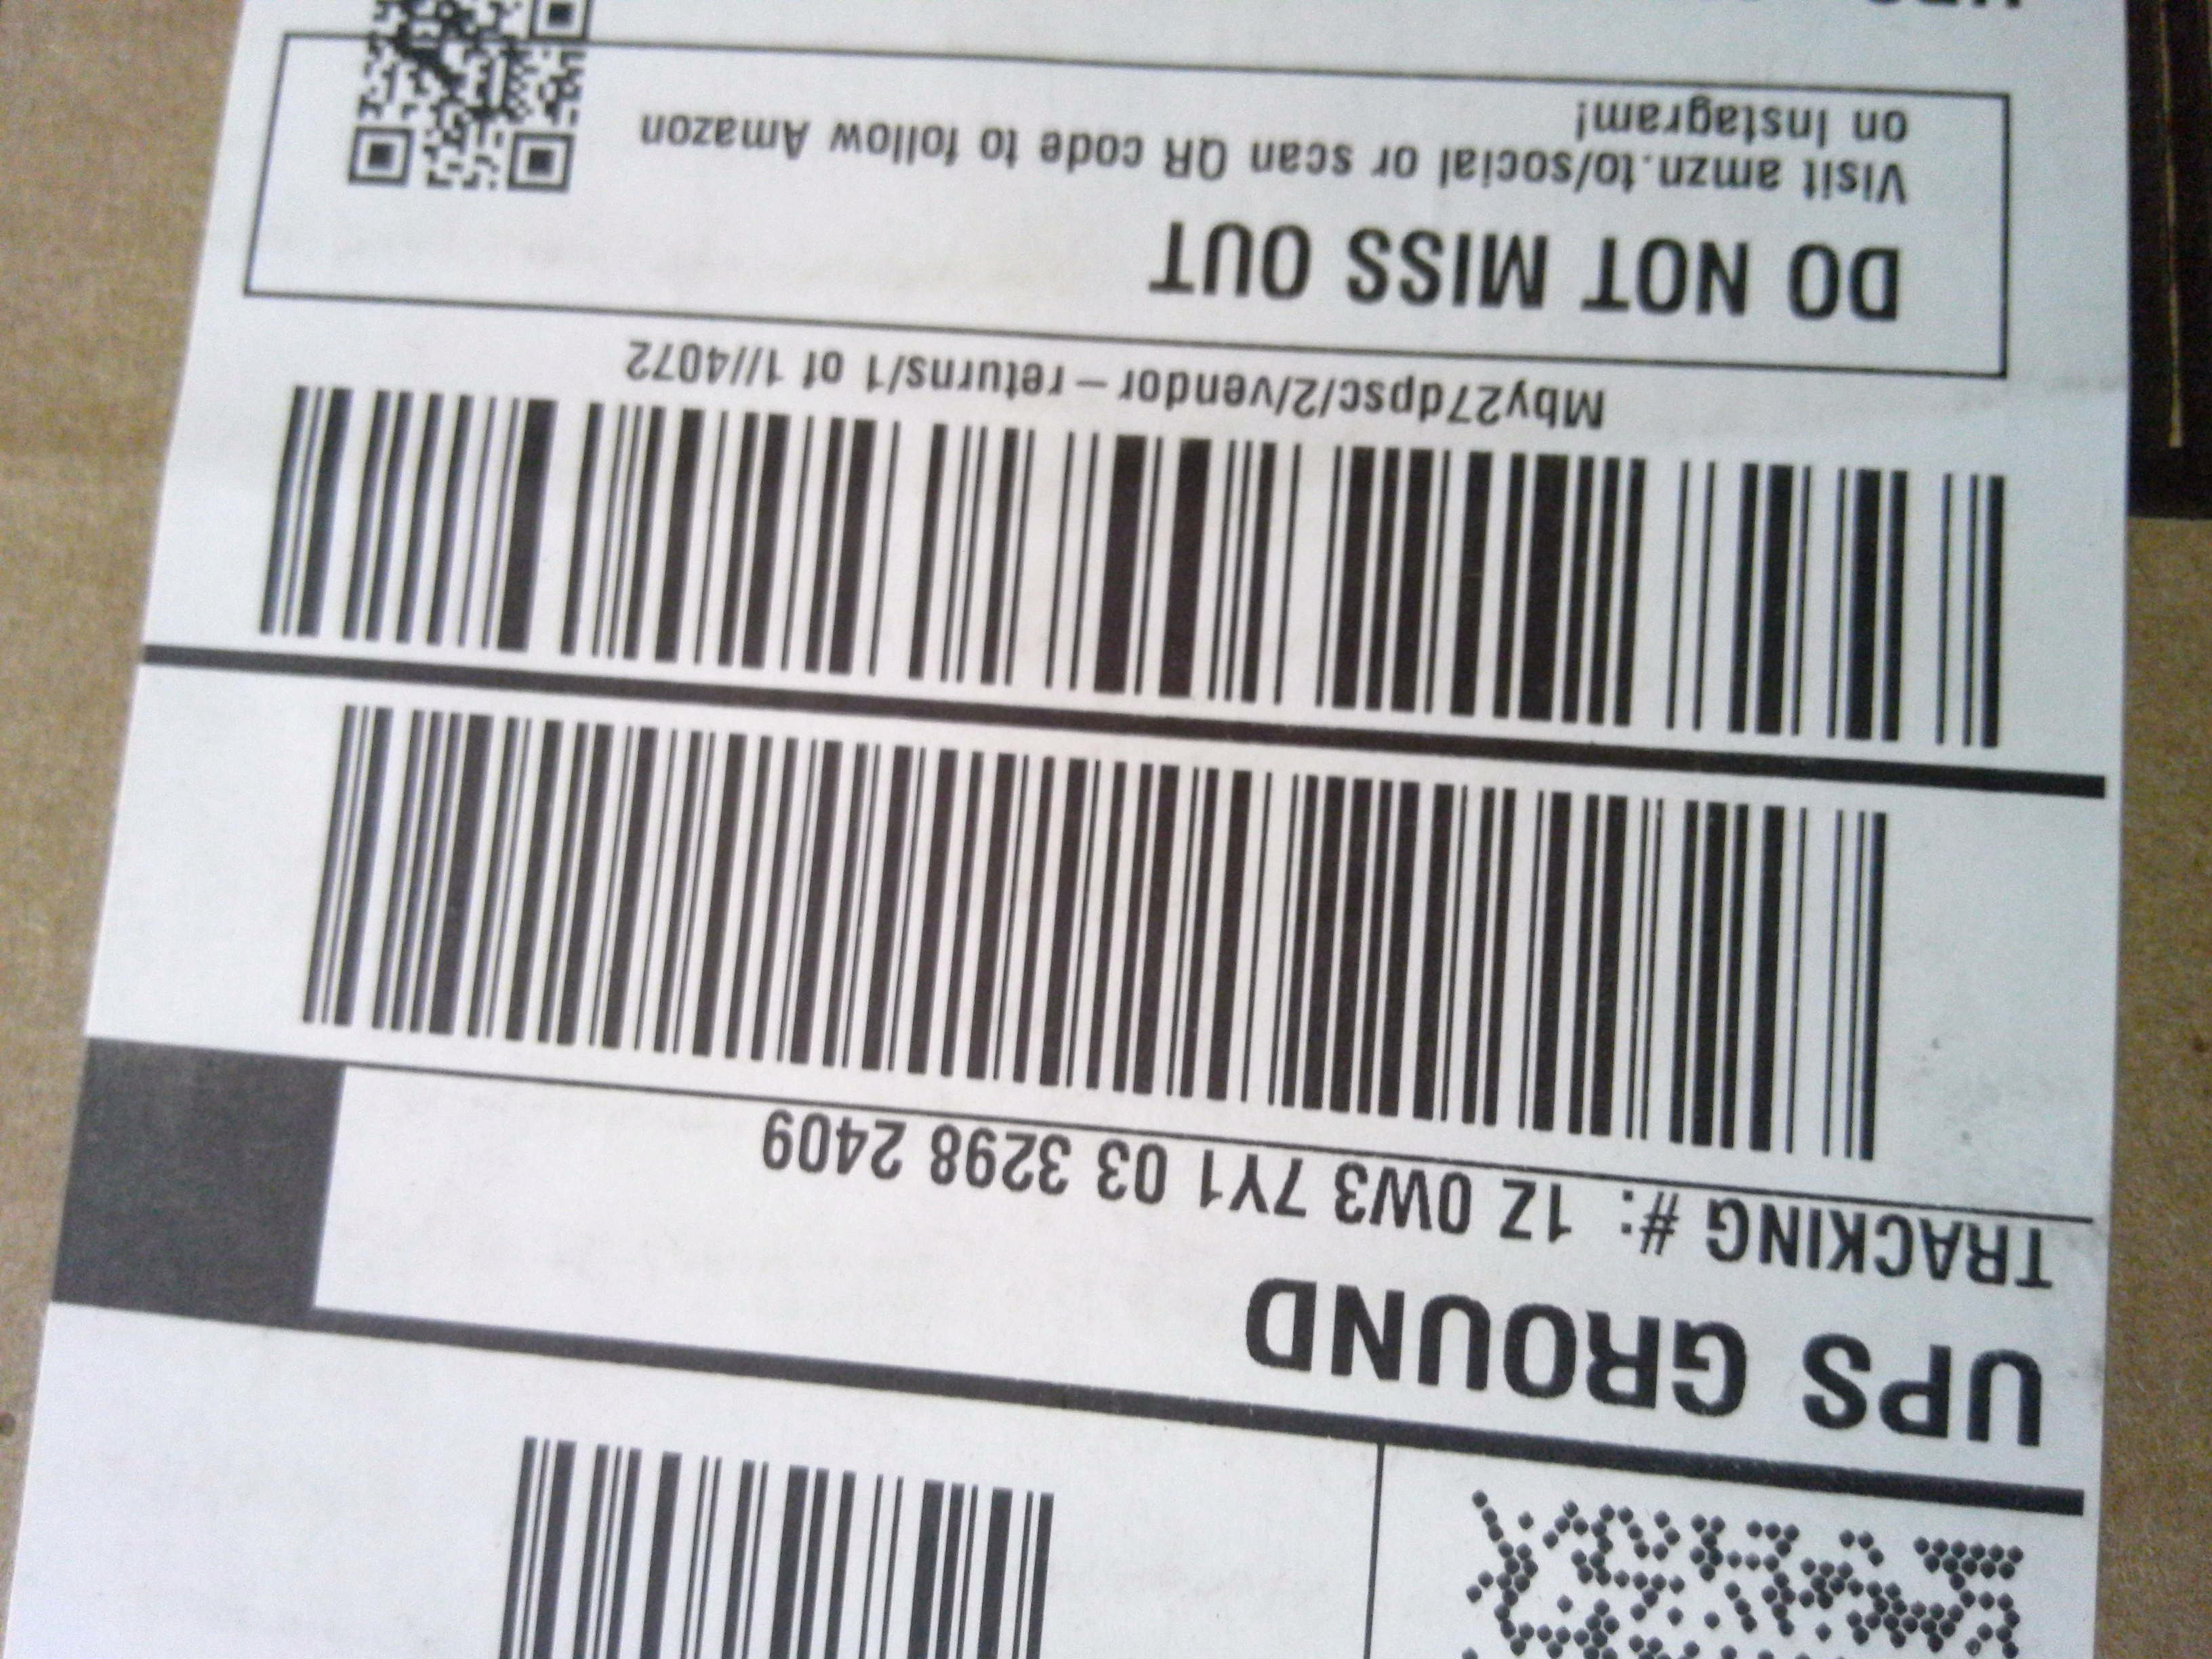 UPS GROUND
TRACKING #: 1Z 0W3 7Y1 03 3298 2409
Mby27dpsc/2/vendor-returns/1 of 1//4072
DO NOT MISS OUT
Visit amzn.to/social or scan QR code to follow Amazon
on Instagram!